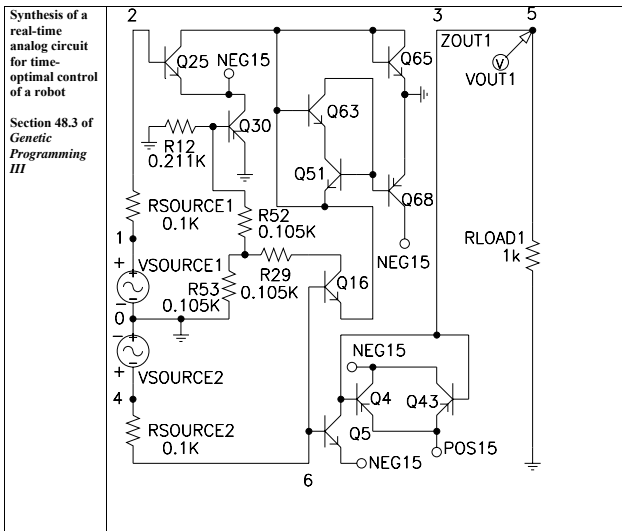 Synthesis of a
real-time
analog circuit
for time-
optimal control
of a robot
Section 48.3 of
Genetic
Programming
III
2
3
5
Q25
NEG15
ZOUT1
Q65
V
VOUT1
Q63
Q30
R12
0.211K
Q51
Q68
RSOURCE1
0.1K
R52
0.105K
NEG15
RLOAD1
1k
1
+
VSOURCE1
R29
0.105K
R53
0.105K
Q16
−
0
−
+
VSOURCE2
NEG15
4
Q4
Q43
RSOURCE2
0.1K
Q5
POS15
NEG15
6